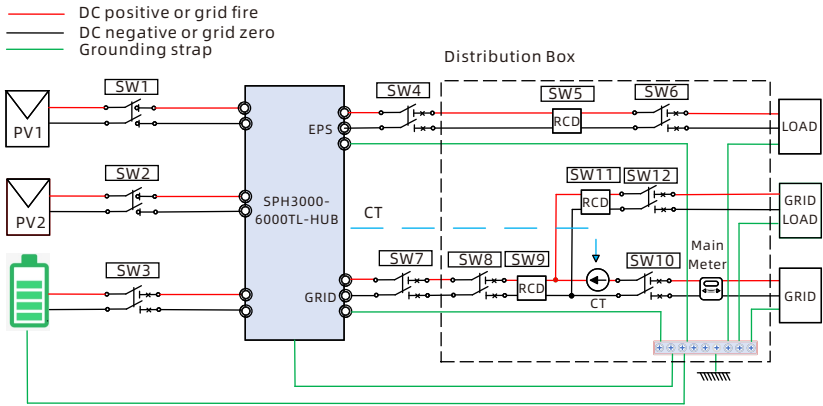 DC positive or grid fire
DC negative or grid zero
Grounding strap
Distribution Box
SW1
SW4
SW5
SW6
PV1
EPS
RCD
LOAD
SW2
SW11
SW12
PV2
SPH3000-
6000TL-HUB
CT
RCD
GRID
LOAD
SW3
SW7
SW8
SW9
SW10
Main
Meter
GRID
RCD
CT
GRID